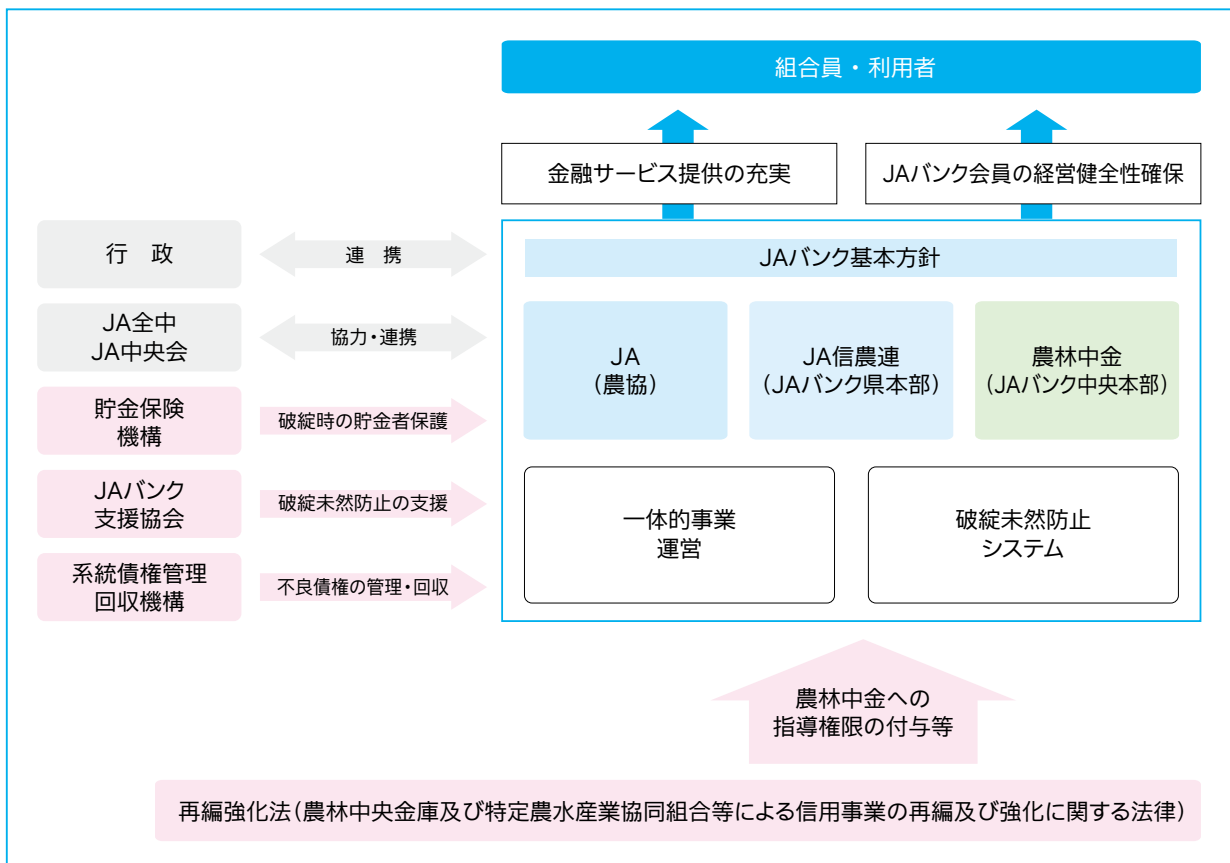 組合員・利用者
金融サービス提供の充実
JAバンク会員の経営健全性確保
行　政
連　携
JAバンク基本方針
JA全中
JA中央会
協力・連携
JA
（農協）
JA信農連
（JAバンク県本部）
農林中金
（JAバンク中央本部）
貯金保険
機構
破綻時の貯金者保護
JAバンク
支援協会
破綻未然防止の支援
一体的事業
運営
破綻未然防止
システム
系統債権管理
回収機構
不良債権の管理・回収
農林中金への
指導権限の付与等
再編強化法（農林中央金庫及び特定農水産業協同組合等による信用事業の再編及び強化に関する法律）